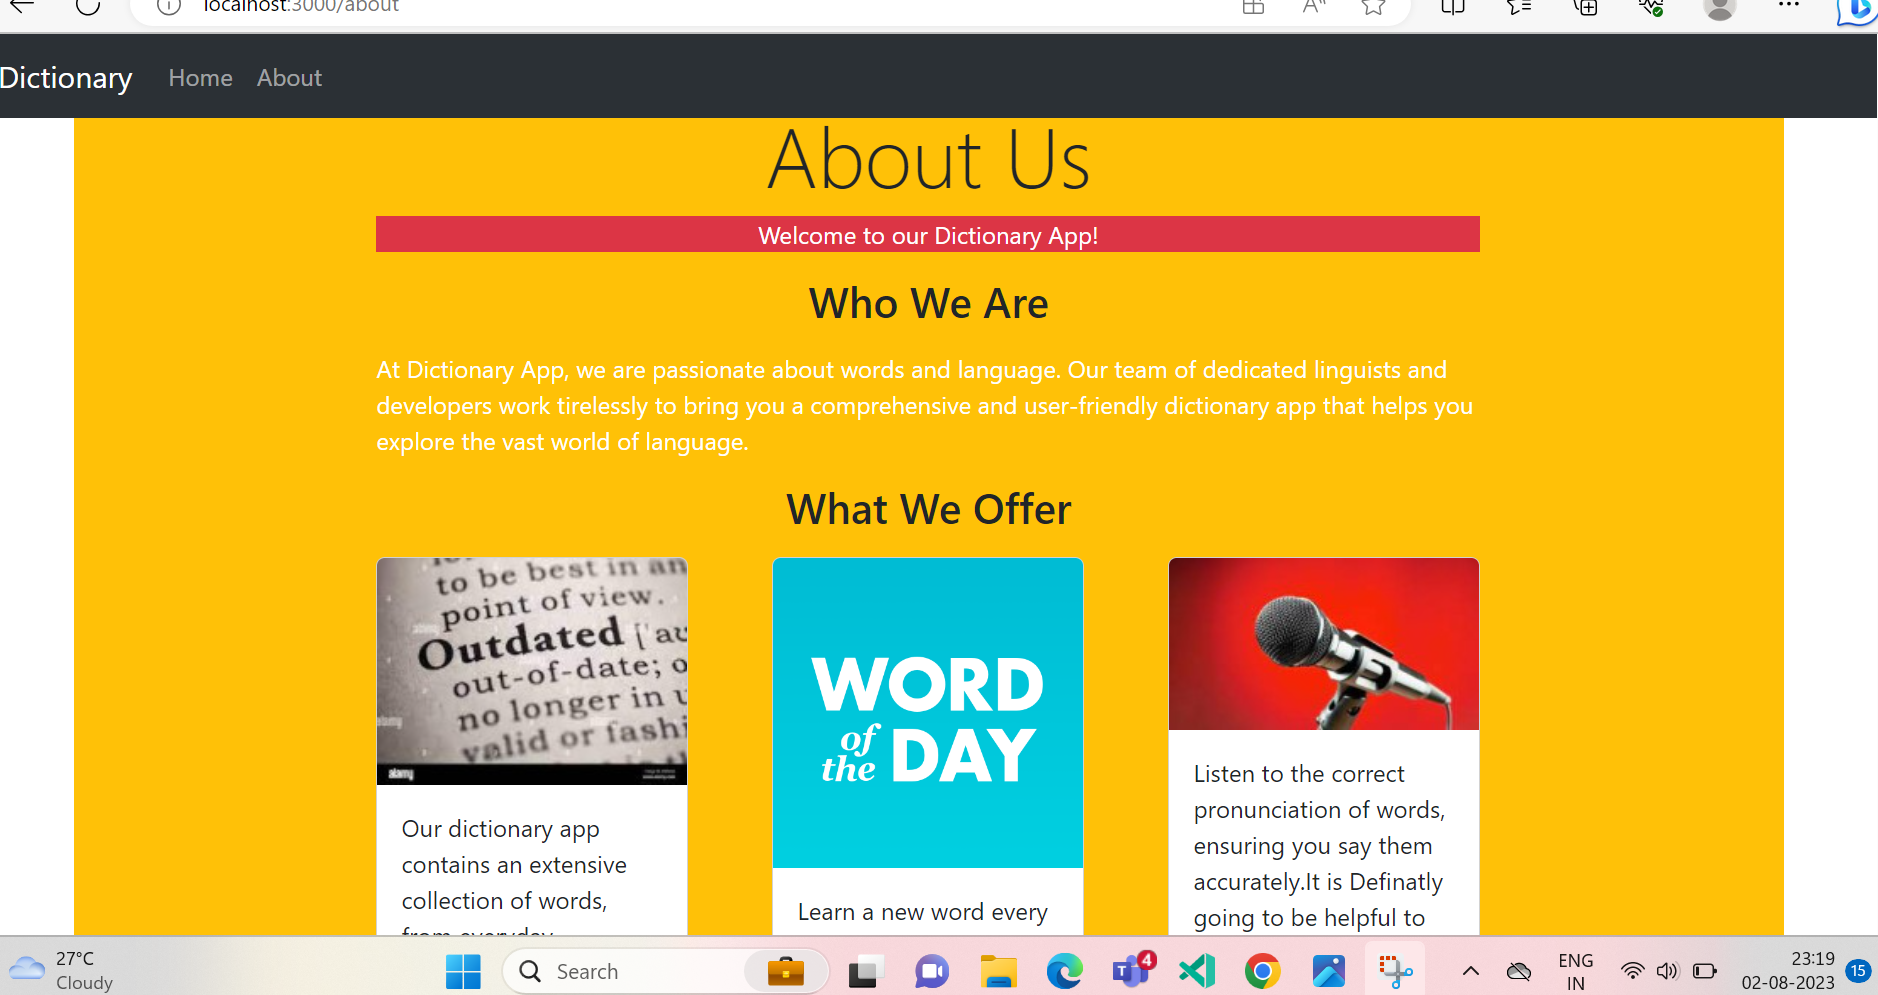 localhost:3000/about
Dictionary Home About
About Us
Welcome to our Dictionary App!
Who We Are
At Dictionary App, we are passionate about words and language. Our team of dedicated linguists and
developers work tirelessly to bring you a comprehensive and user-friendly dictionary app that helps you
explore the vast world of language.
What We Offer
to be best in an
point of view.
Outdated ['au
out-of-date; o
no longer in u
valid or fashi
alamy
Our dictionary app
contains an extensive
collection of words,
from everyday
WORD
of
the DAY
Learn a new word every
Listen to the correct
pronunciation of words,
ensuring you say them
accurately.It is Definatly
going to be helpful to
27°C
Cloudy
Search
4
ENG
IN
23:19
02-08-2023
15